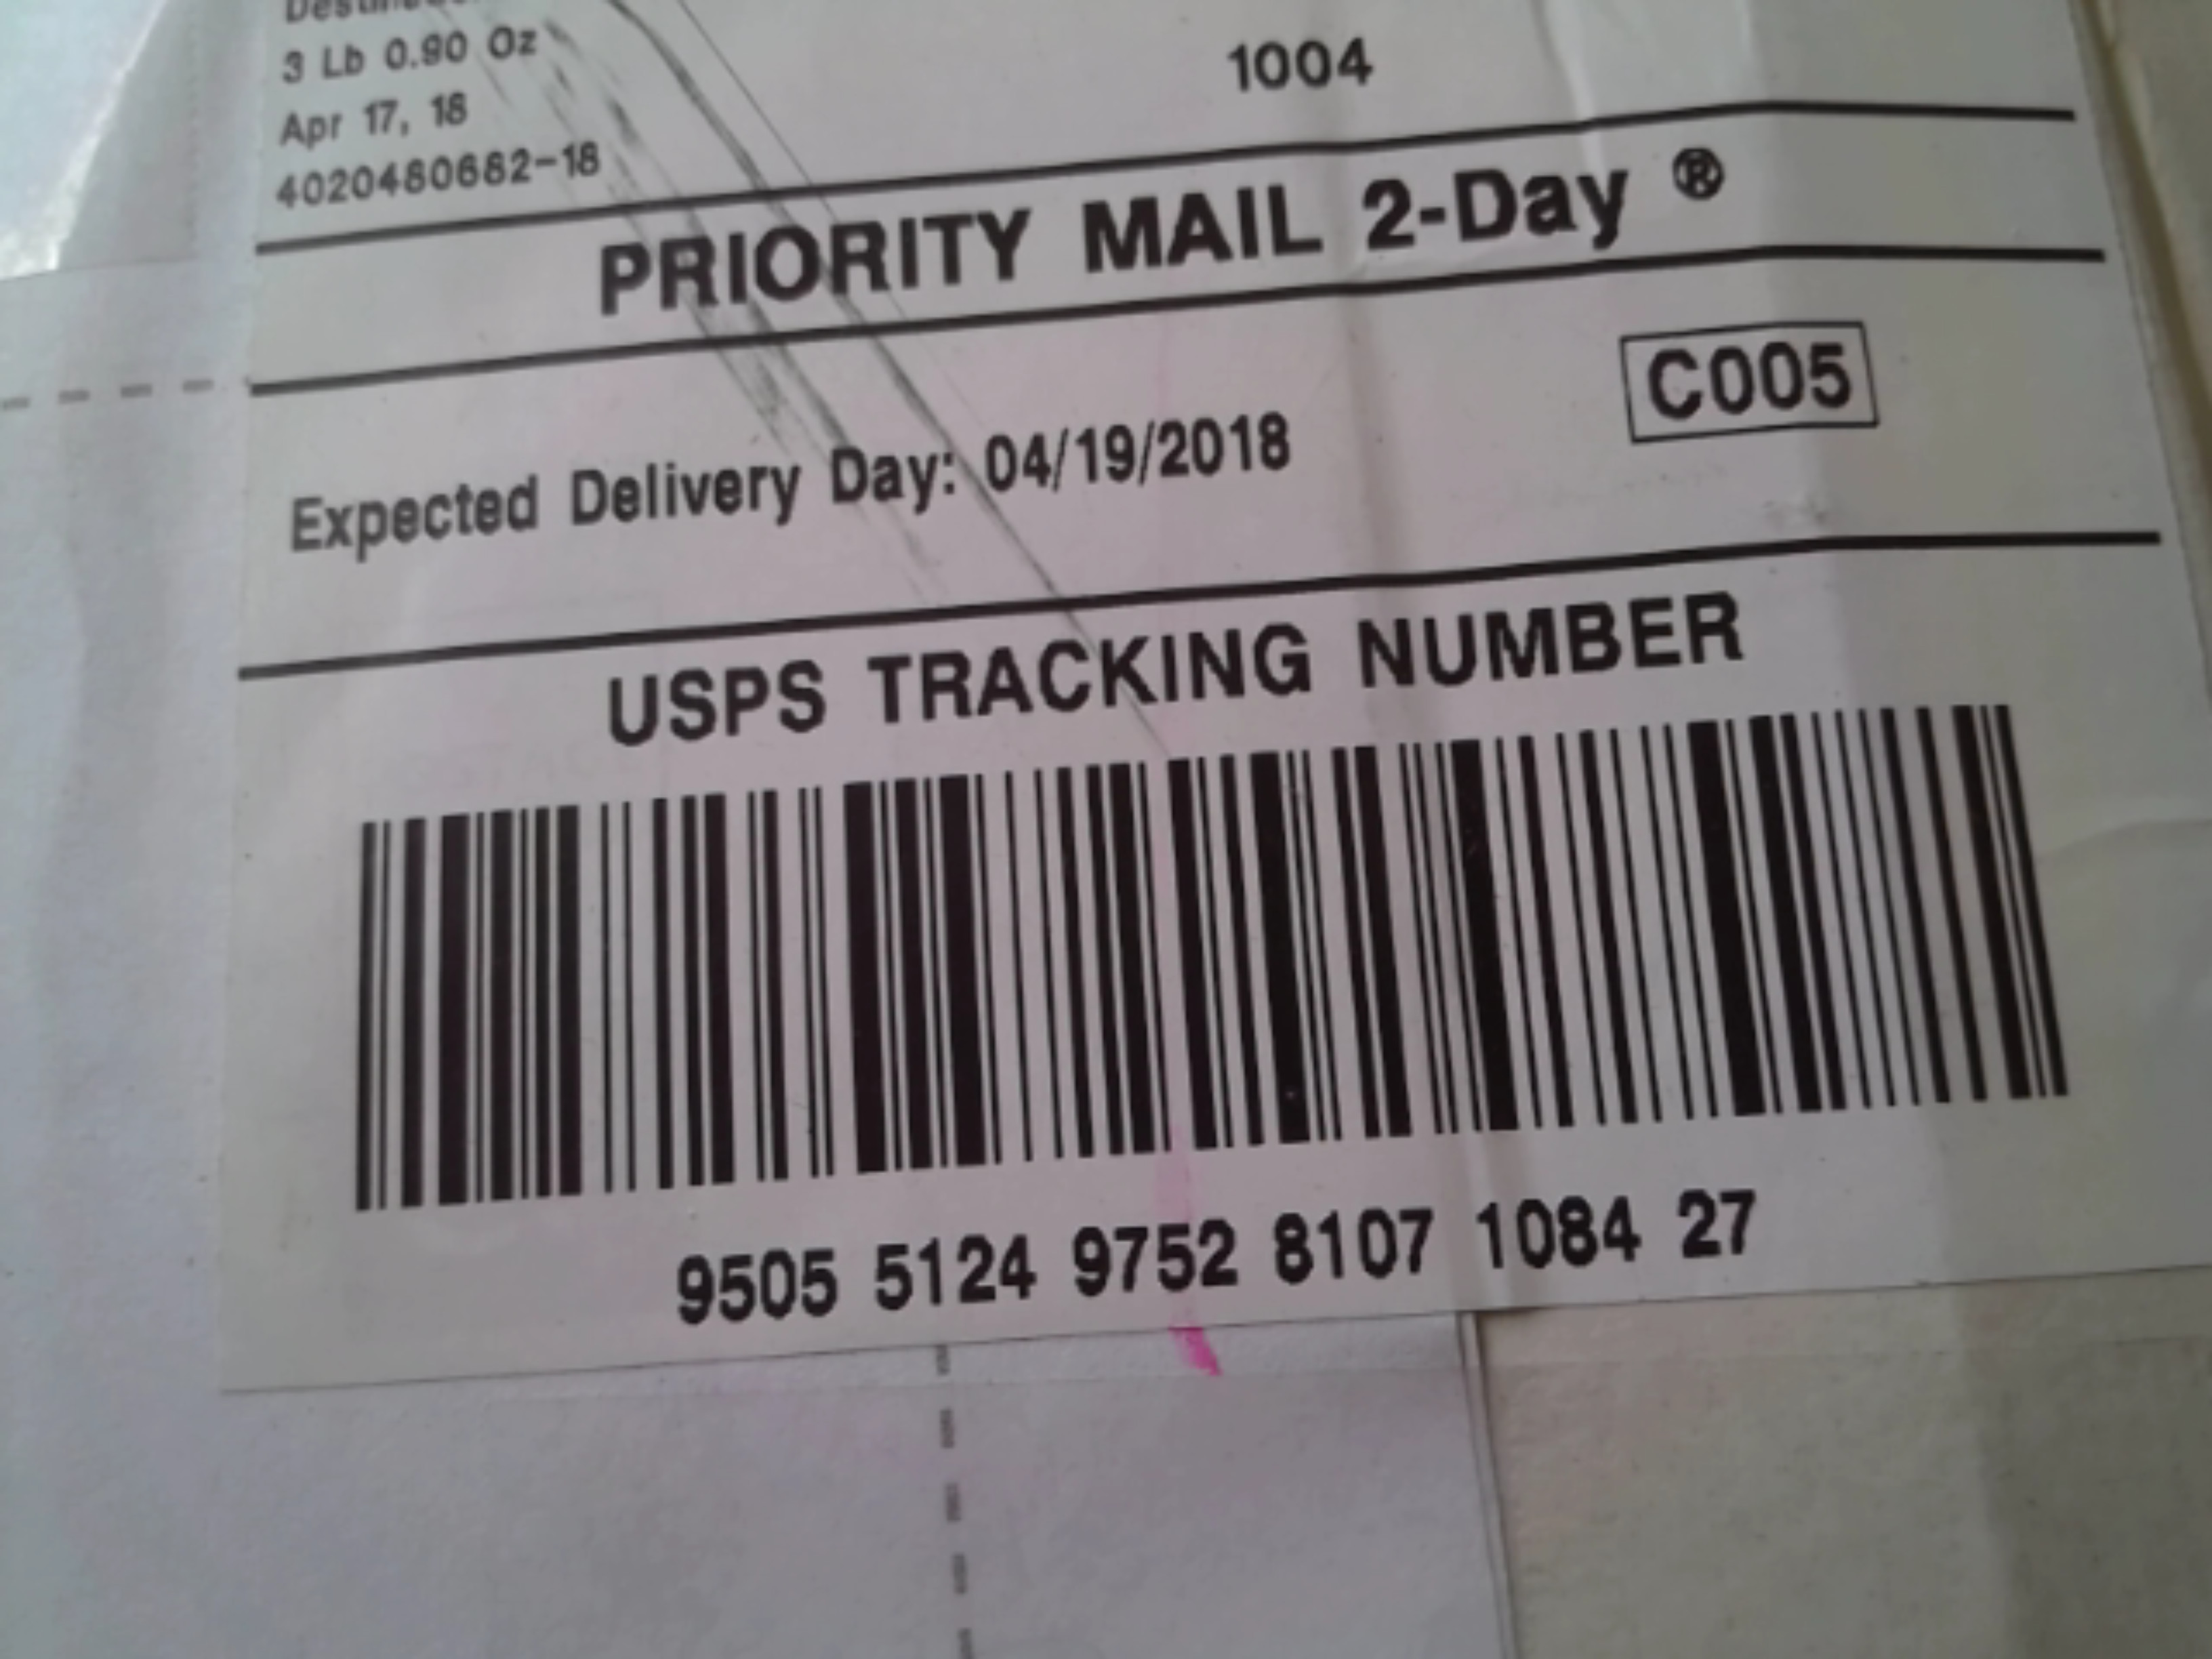 3 Lb 0.90 Oz
1004
Apr 17, 18
4020480682-18
PRIORITY MAIL 2-Day ®
C005
Expected Delivery Day: 04/19/2018
USPS TRACKING NUMBER
9505 5124 9752 8107 1084 27